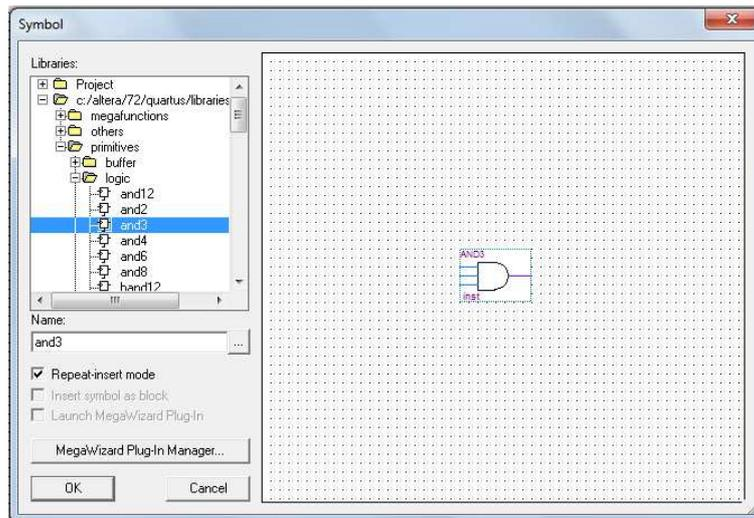 Symbol
Libraries:
Project
c:/altera/72/quartus/libraries
megafunctions
others
primitives
buffer
logic
and12
and2
and3
and4
and6
and8
band12
Name:
and3
...
Repeat-insert mode
Insert symbol as block
Launch MegaWizard Plug-In
MegaWizard Plug-In Manager...
OK
Cancel
AND3
inst